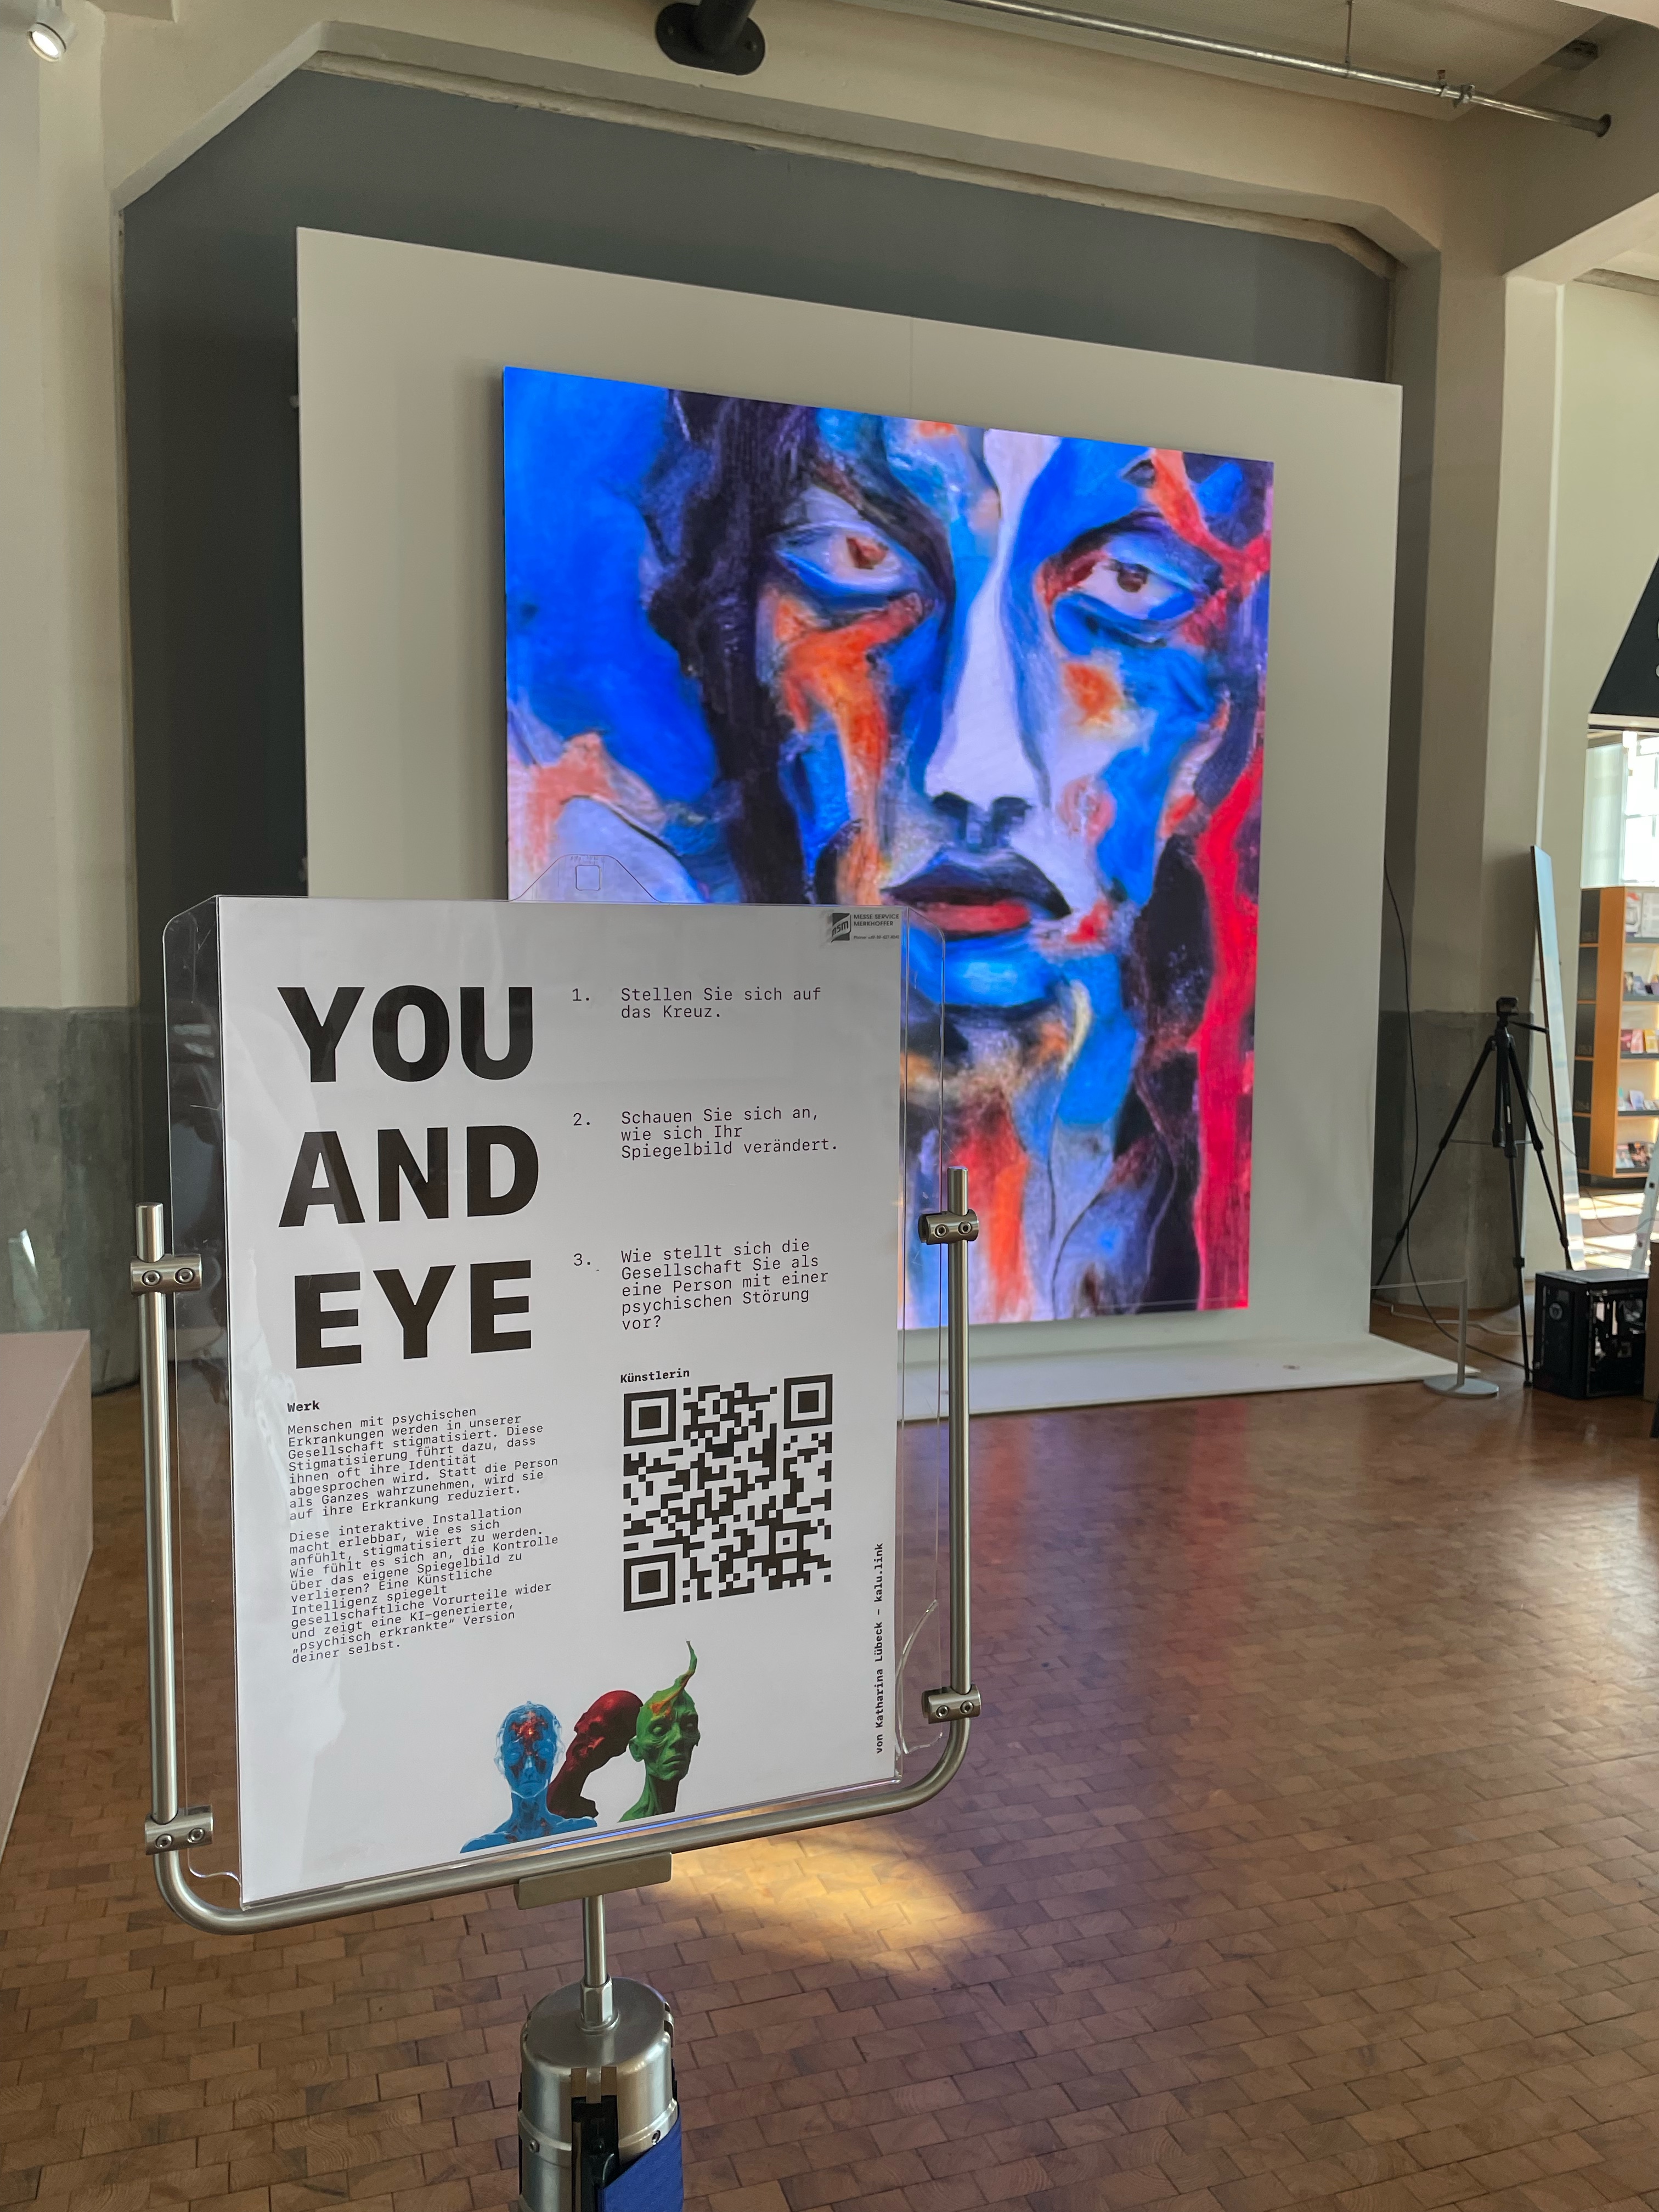 MESSE-SERVICE
MERKHOFFER
YOU
AND
EYE
1. Stellen Sie sich auf
das Kreuz.
2. Schauen Sie sich an,
wie sich Ihr
Spiegelbild verändert.
3. Wie stellt sich die
Gesellschaft Sie als
eine Person mit einer
psychischen Störung
vor?
Werk
Menschen mit psychischen
Erkrankungen werden in unserer
Gesellschaft stigmatisiert. Diese
Stigmatisierung führt dazu, dass
ihnen oft ihre Identität
abgesprochen wird. Statt die Person
als Ganzes wahrzunehmen, wird sie
auf ihre Erkrankung reduziert.
Diese interaktive Installation
macht erlebbar, wie es sich
anfühlt, stigmatisiert zu werden.
Wie fühlt es sich an, die Kontrolle
über das eigene Spiegelbild zu
verlieren? Eine Künstliche
Intelligenz spiegelt
gesellschaftliche Vorurteile wider
und zeigt eine KI-generierte,
„psychisch erkrankte“ Version
deiner selbst.
Künstlerin
von Katharina Lübeck – kalu.link